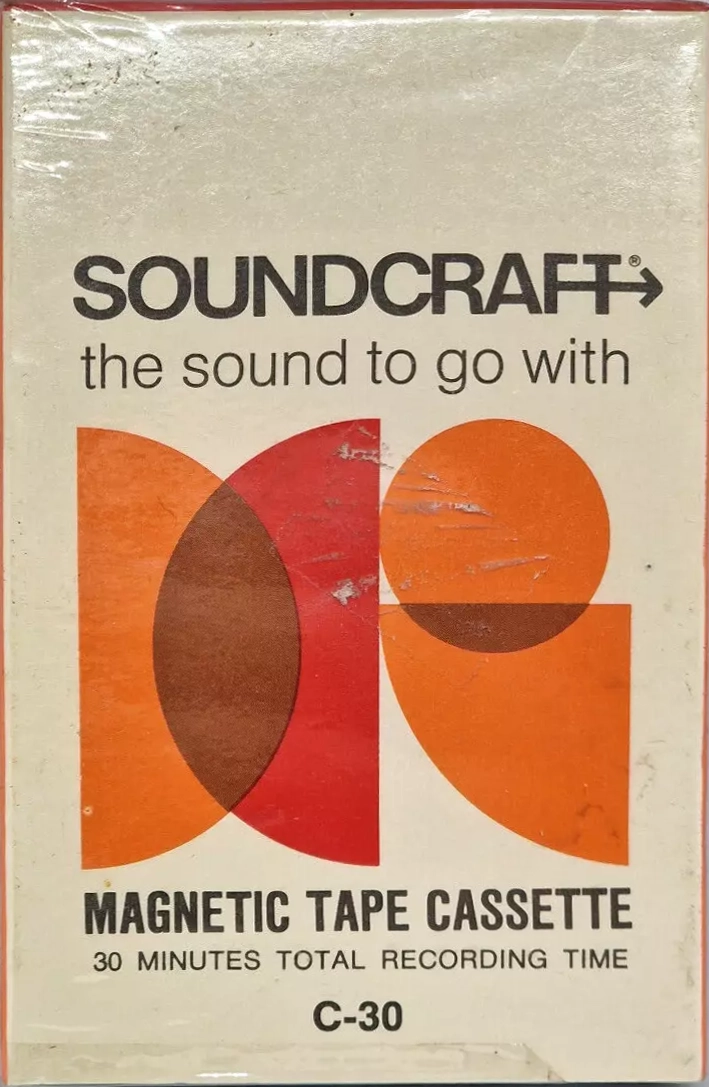 SOUNDCRAFT®
the sound to go with
MAGNETIC TAPE CASSETTE
30 MINUTES TOTAL RECORDING TIME
C-30